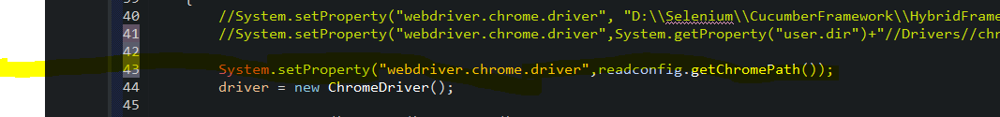 {
40 //System.setProperty("webdriver.chrome.driver", "D:\\Selenium\\CucumberFramework\\HybridFrame
41 //System.setProperty("webdriver.chrome.driver",System.getProperty("user.dir")+"//Drivers//chr
42
43 System.setProperty("webdriver.chrome.driver",readconfig.getChromePath());
44 driver = new ChromeDriver();
45